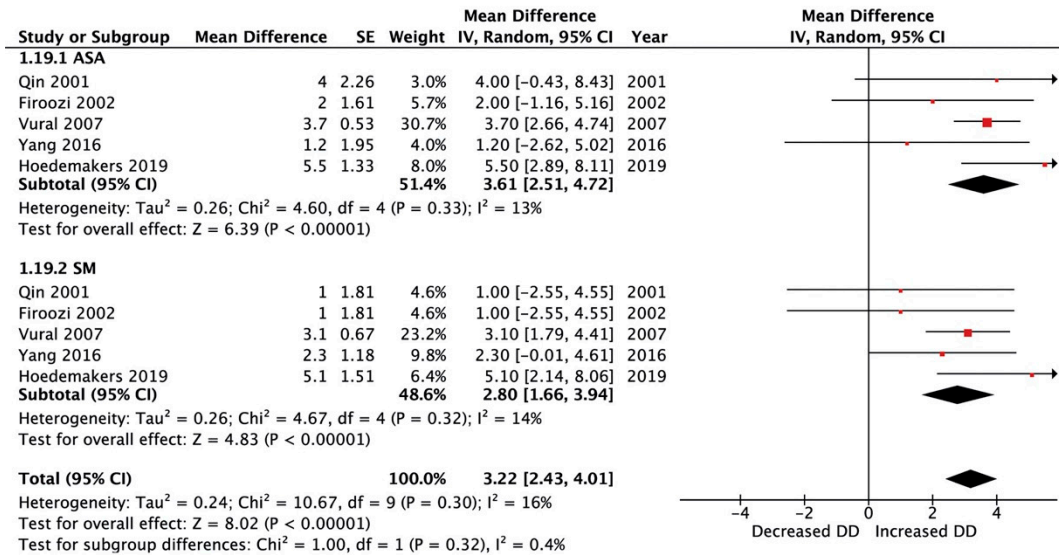 Mean Difference Mean Difference
Study or Subgroup Mean Difference SE Weight IV, Random, 95% CI Year IV, Random, 95% CI
1.19.1 ASA
Qin 2001 4 2.26 3.0% 4.00 [−0.43, 8.43] 2001
Firoozi 2002 2 1.61 5.7% 2.00 [−1.16, 5.16] 2002
Vural 2007 3.7 0.53 30.7% 3.70 [2.66, 4.74] 2007
Yang 2016 1.2 1.95 4.0% 1.20 [−2.62, 5.02] 2016
Hoedemakers 2019 5.5 1.33 8.0% 5.50 [2.89, 8.11] 2019
Subtotal (95% CI) 51.4% 3.61 [2.51, 4.72]
Heterogeneity: Tau² = 0.26; Chi² = 4.60, df = 4 (P = 0.33); I² = 13%
Test for overall effect: Z = 6.39 (P < 0.00001)
1.19.2 SM
Qin 2001 1 1.81 4.6% 1.00 [−2.55, 4.55] 2001
Firoozi 2002 1 1.81 4.6% 1.00 [−2.55, 4.55] 2002
Vural 2007 3.1 0.67 23.2% 3.10 [1.79, 4.41] 2007
Yang 2016 2.3 1.18 9.8% 2.30 [−0.01, 4.61] 2016
Hoedemakers 2019 5.1 1.51 6.4% 5.10 [2.14, 8.06] 2019
Subtotal (95% CI) 48.6% 2.80 [1.66, 3.94]
Heterogeneity: Tau² = 0.26; Chi² = 4.67, df = 4 (P = 0.32); I² = 14%
Test for overall effect: Z = 4.83 (P < 0.00001)
Total (95% CI) 100.0% 3.22 [2.43, 4.01]
Heterogeneity: Tau² = 0.24; Chi² = 10.67, df = 9 (P = 0.30); I² = 16%
Test for overall effect: Z = 8.02 (P < 0.00001)
Test for subgroup differences: Chi² = 1.00, df = 1 (P = 0.32), I² = 0.4%
−4 −2 0 2 4
Decreased DD Increased DD